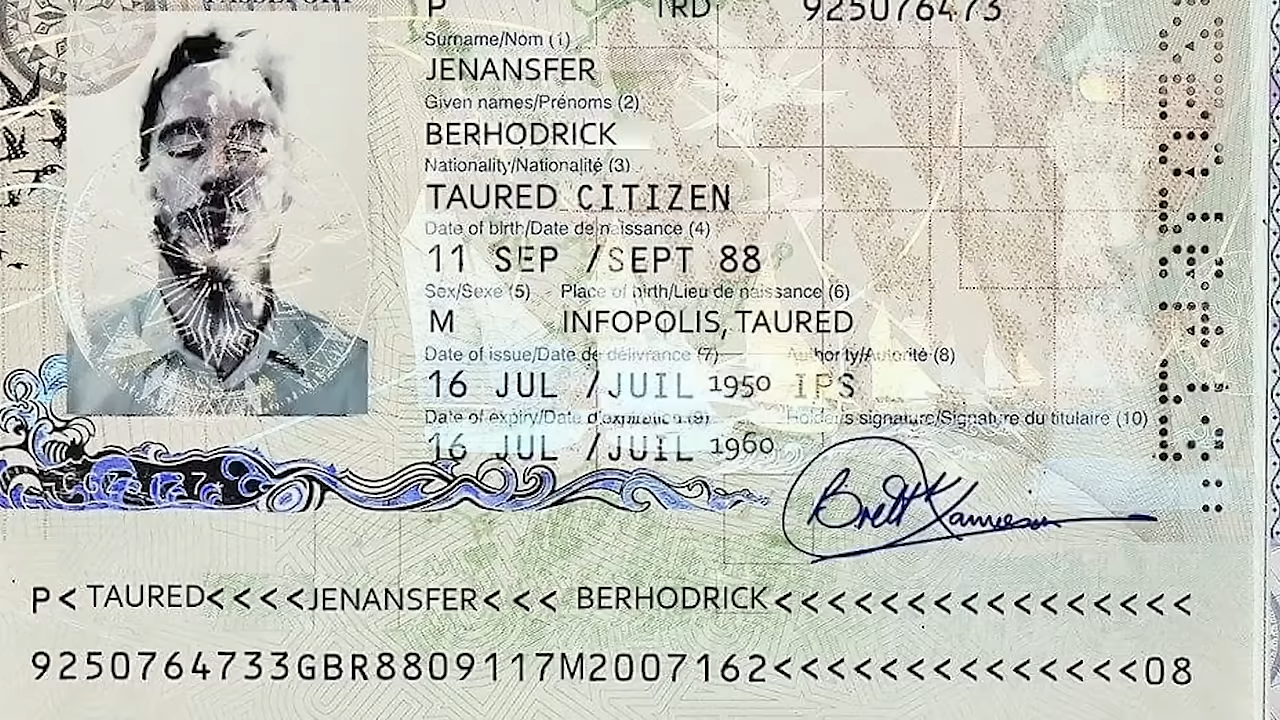 PASSPORT
P TRD 925076473
Surname/Nom (1)
JENANSFER
Given names/Prénoms (2)
BERHODRICK
Nationality/Nationalité (3)
TAURED CITIZEN
Date of birth/Date de naissance (4)
11 SEP /SEPT 88
Sex/Sexe (5) Place of birth/Lieu de naissance (6)
M INFOPOLIS, TAURED
Date of issue/Date de délivrance (7) Authority/Autorité (8)
16 JUL /JUIL 1950 IPS
Date of expiry/Date d'expiration (9) Holder's signature/Signature du titulaire (10)
16 JUL /JUIL 1960
Brett
P< TAURED<<<<JENANSFER<<< BERHODRICK<<<<<<<<<<<<<<<<<
9250764733GBR8809117M2007162<<<<<<<<<<<<<<08